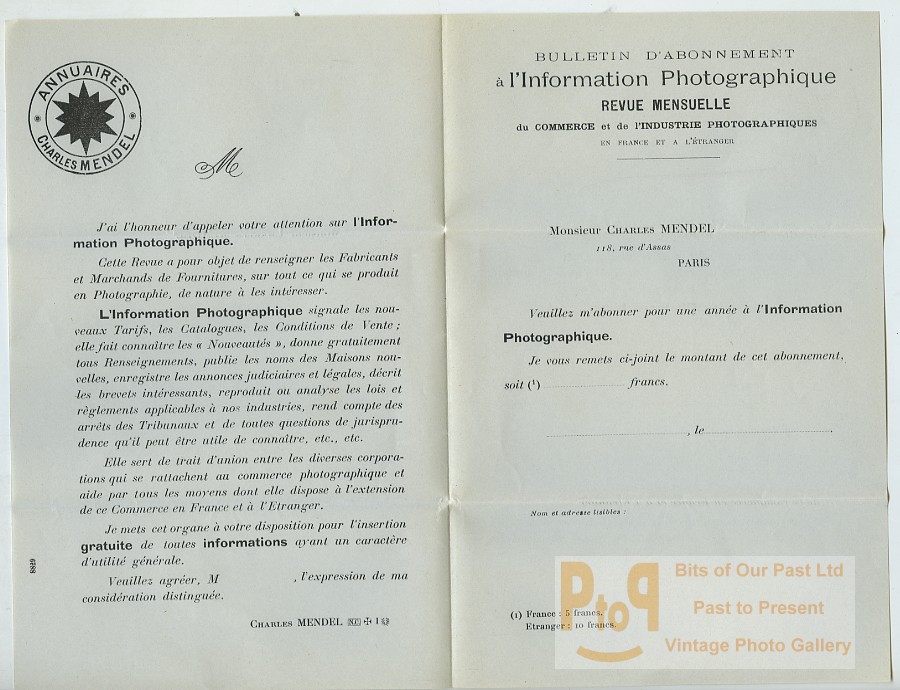 ANNUAIRES
CHARLES MENDEL
M
J'ai l'honneur d'appeler votre attention sur l'Infor-
mation Photographique.
Cette Revue a pour objet de renseigner les Fabricants
et Marchands de Fournitures, sur tout ce qui se produit
en Photographie, de nature à les intéresser.
L'Information Photographique signale les nou-
veaux Tarifs, les Catalogues, les Conditions de Vente ;
elle fait connaître les « Nouveautés », donne gratuitement
tous Renseignements, publie les noms des Maisons nou-
velles, enregistre les annonces judiciaires et légales, décrit
les brevets intéressants, reproduit ou analyse les lois et
règlements applicables à nos industries, rend compte des
arrêts des Tribunaux et de toutes questions de jurispru-
dence qu'il peut être utile de connaître, etc., etc.
Elle sert de trait d'union entre les diverses corpora-
tions qui se rattachent au commerce photographique et
aide par tous les moyens dont elle dispose à l'extension
de ce Commerce en France et à l'Etranger.
Je mets cet organe à votre disposition pour l'insertion
gratuite de toutes informations ayant un caractère
d'utilité générale.
Veuillez agréer, M , l'expression de ma
considération distinguée.
CHARLES MENDEL
BULLETIN D'ABONNEMENT
à l'Information Photographique
REVUE MENSUELLE
du COMMERCE et de l'INDUSTRIE PHOTOGRAPHIQUES
EN FRANCE ET A L'ÉTRANGER
Monsieur CHARLES MENDEL
118, rue d'Assas
PARIS
Veuillez m'abonner pour une année à l'Information
Photographique.
Je vous remets ci-joint le montant de cet abonnement,
soit (1) francs.
, le .
Nom et adresse lisibles :
(1) France : 5 francs.
Etranger : 10 francs.
PtoP
Bits of Our Past Ltd
Past to Present
Vintage Photo Gallery